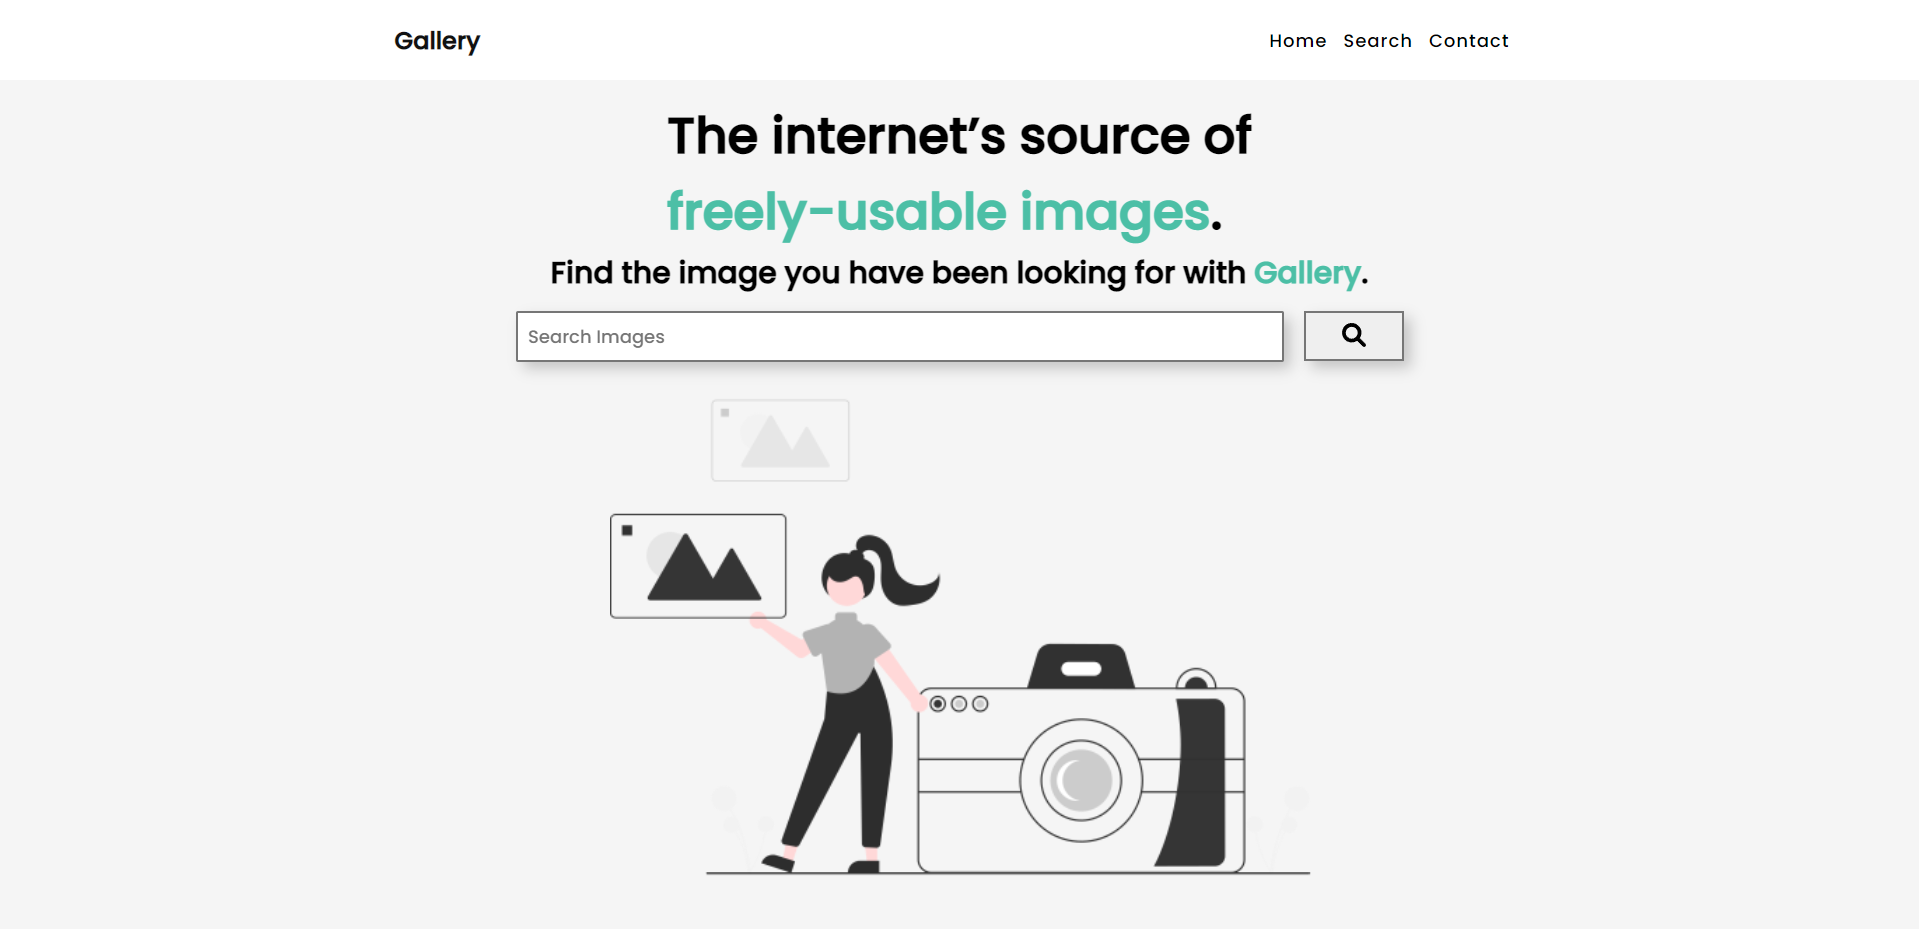 Gallery
Home Search Contact
The internet’s source of
freely-usable images.
Find the image you have been looking for with Gallery.
Search Images